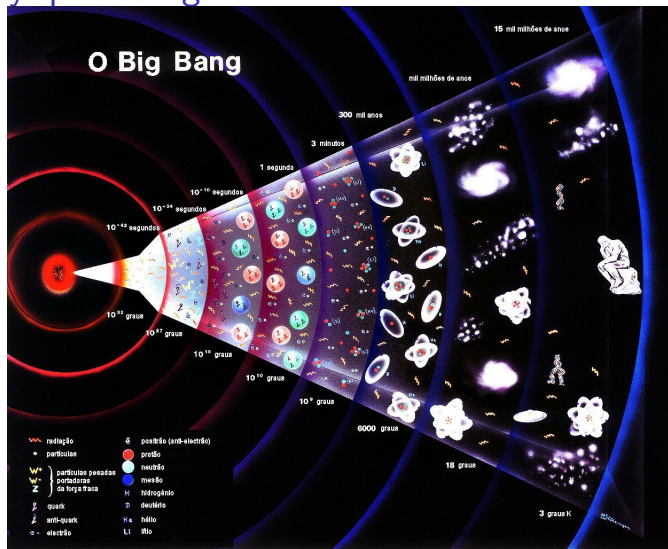 O Big Bang
15 mil milhões de anos
mil milhões de anos
300 mil anos
3 minutos
1 segundo
10⁻¹⁰ segundos
10⁻³⁴ segundos
10⁻⁴³ segundos
10³² graus
10²⁷ graus
10¹⁵ graus
10¹⁰ graus
10⁹ graus
6000 graus
18 graus
3 graus K
radiação
partículas
W+
W-
Z
partículas pesadas
portadoras
da força fraca
quark
anti-quark
e- electrão
positrão (anti-electrão)
protão
neutrão
mesão
H hidrogénio
D deutério
He hélio
Li lítio